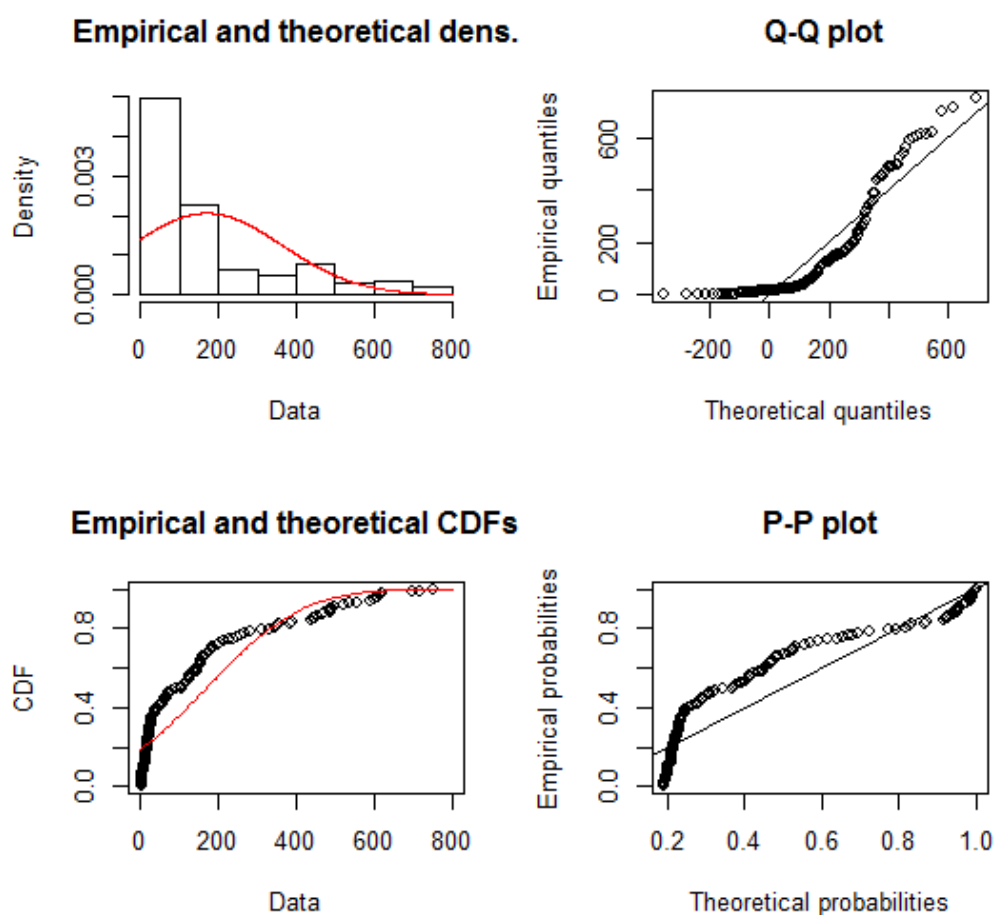 Empirical and theoretical dens.
Density
0.000
0.003
0 200 400 600 800
Data
Q-Q plot
Empirical quantiles
0
200
600
-200 0 200 600
Theoretical quantiles
Empirical and theoretical CDFs
CDF
0.0
0.4
0.8
0 200 400 600 800
Data
P-P plot
Empirical probabilities
0.0
0.4
0.8
0.2 0.4 0.6 0.8 1.0
Theoretical probabilities